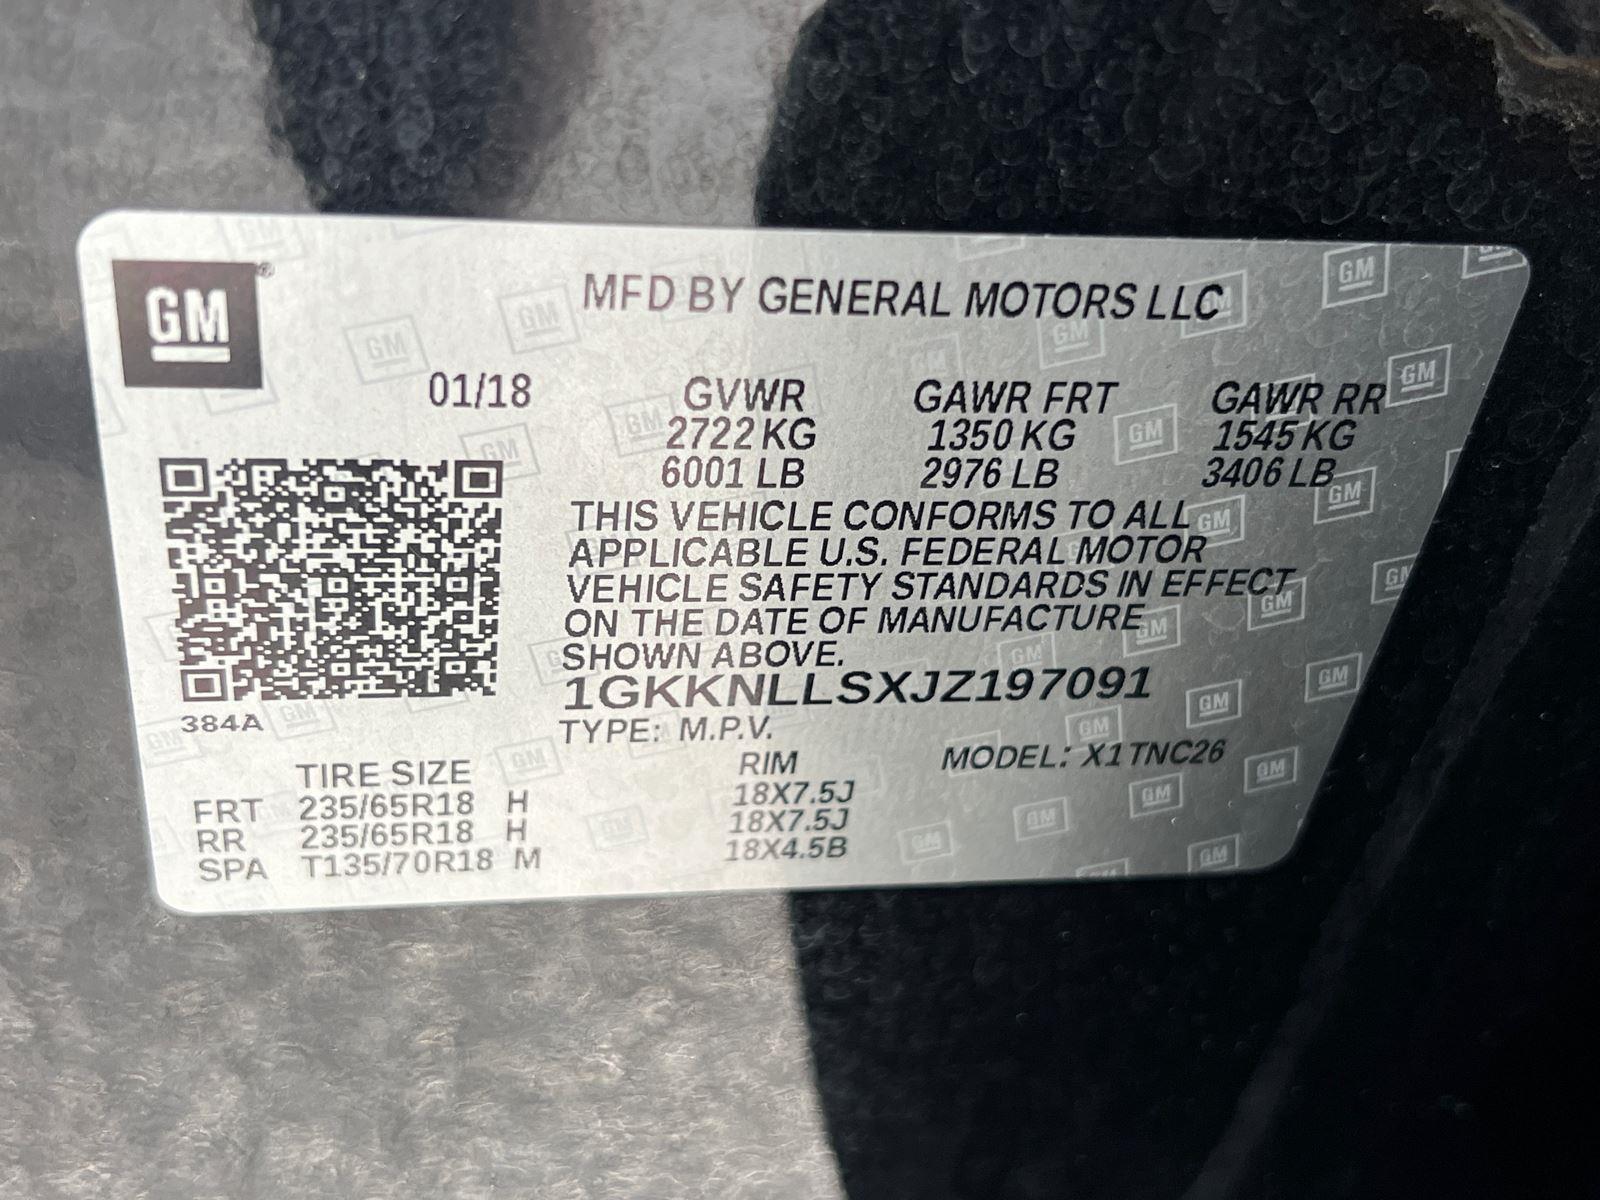 GM®
MFD BY GENERAL MOTORS LLC
01/18 GVWR GAWR FRT GAWR RR
2722 KG 1350 KG 1545 KG
6001 LB 2976 LB 3406 LB
THIS VEHICLE CONFORMS TO ALL
APPLICABLE U.S. FEDERAL MOTOR
VEHICLE SAFETY STANDARDS IN EFFECT
ON THE DATE OF MANUFACTURE
SHOWN ABOVE.
1GKKNLLSXJZ197091
384A
TYPE: M.P.V.
MODEL: X1TNC26
TIRE SIZE RIM
FRT 235/65R18 H 18X7.5J
RR 235/65R18 H 18X7.5J
SPA T135/70R18 M 18X4.5B